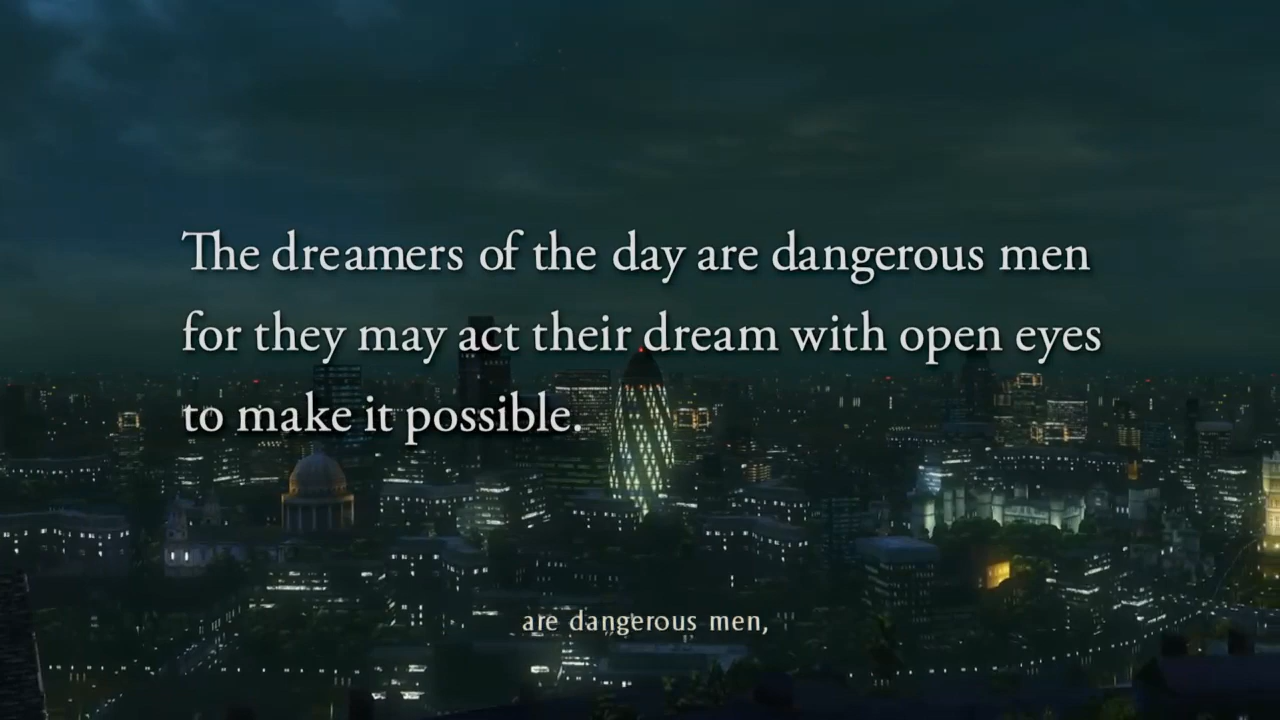 The dreamers of the day are dangerous men
for they may act their dream with open eyes
to make it possible.
are dangerous men,